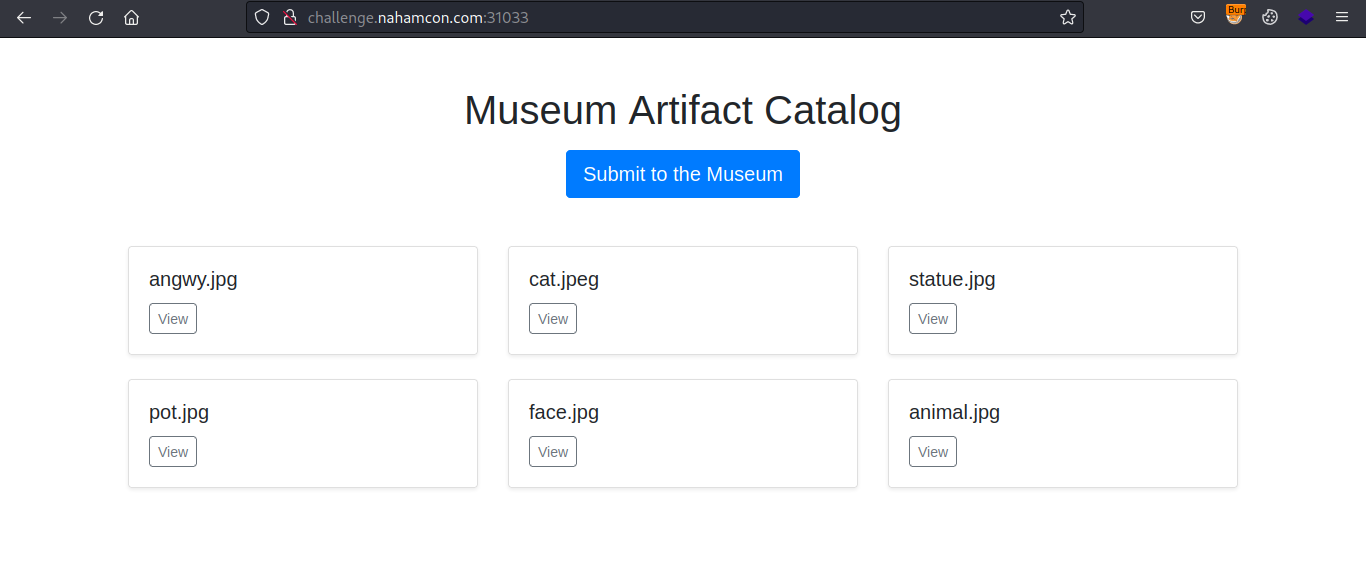 challenge.nahamcon.com:31033
Museum Artifact Catalog
Submit to the Museum
angwy.jpg
View
cat.jpeg
View
statue.jpg
View
pot.jpg
View
face.jpg
View
animal.jpg
View